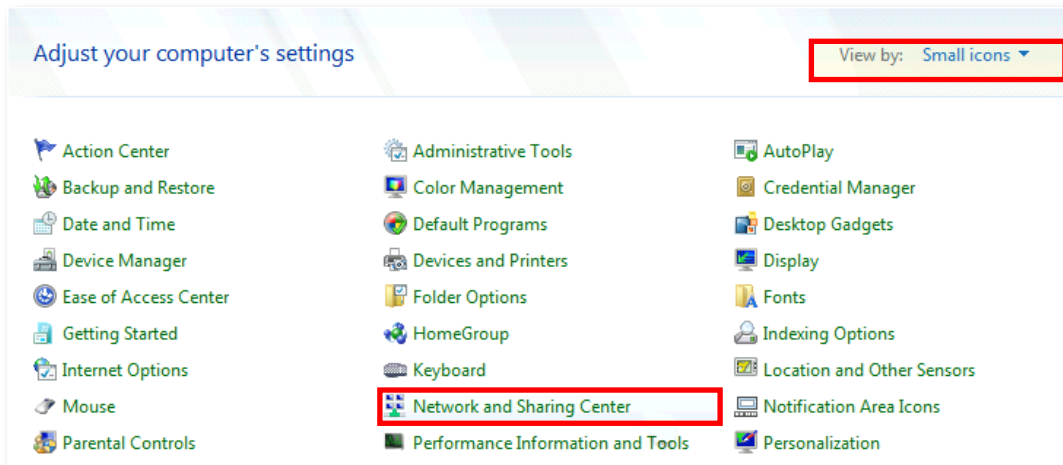 Adjust your computer's settings
View by: Small icons
Action Center Administrative Tools AutoPlay
Backup and Restore Color Management Credential Manager
Date and Time Default Programs Desktop Gadgets
Device Manager Devices and Printers Display
Ease of Access Center Folder Options Fonts
Getting Started HomeGroup Indexing Options
Internet Options Keyboard Location and Other Sensors
Mouse Network and Sharing Center Notification Area Icons
Parental Controls Performance Information and Tools Personalization